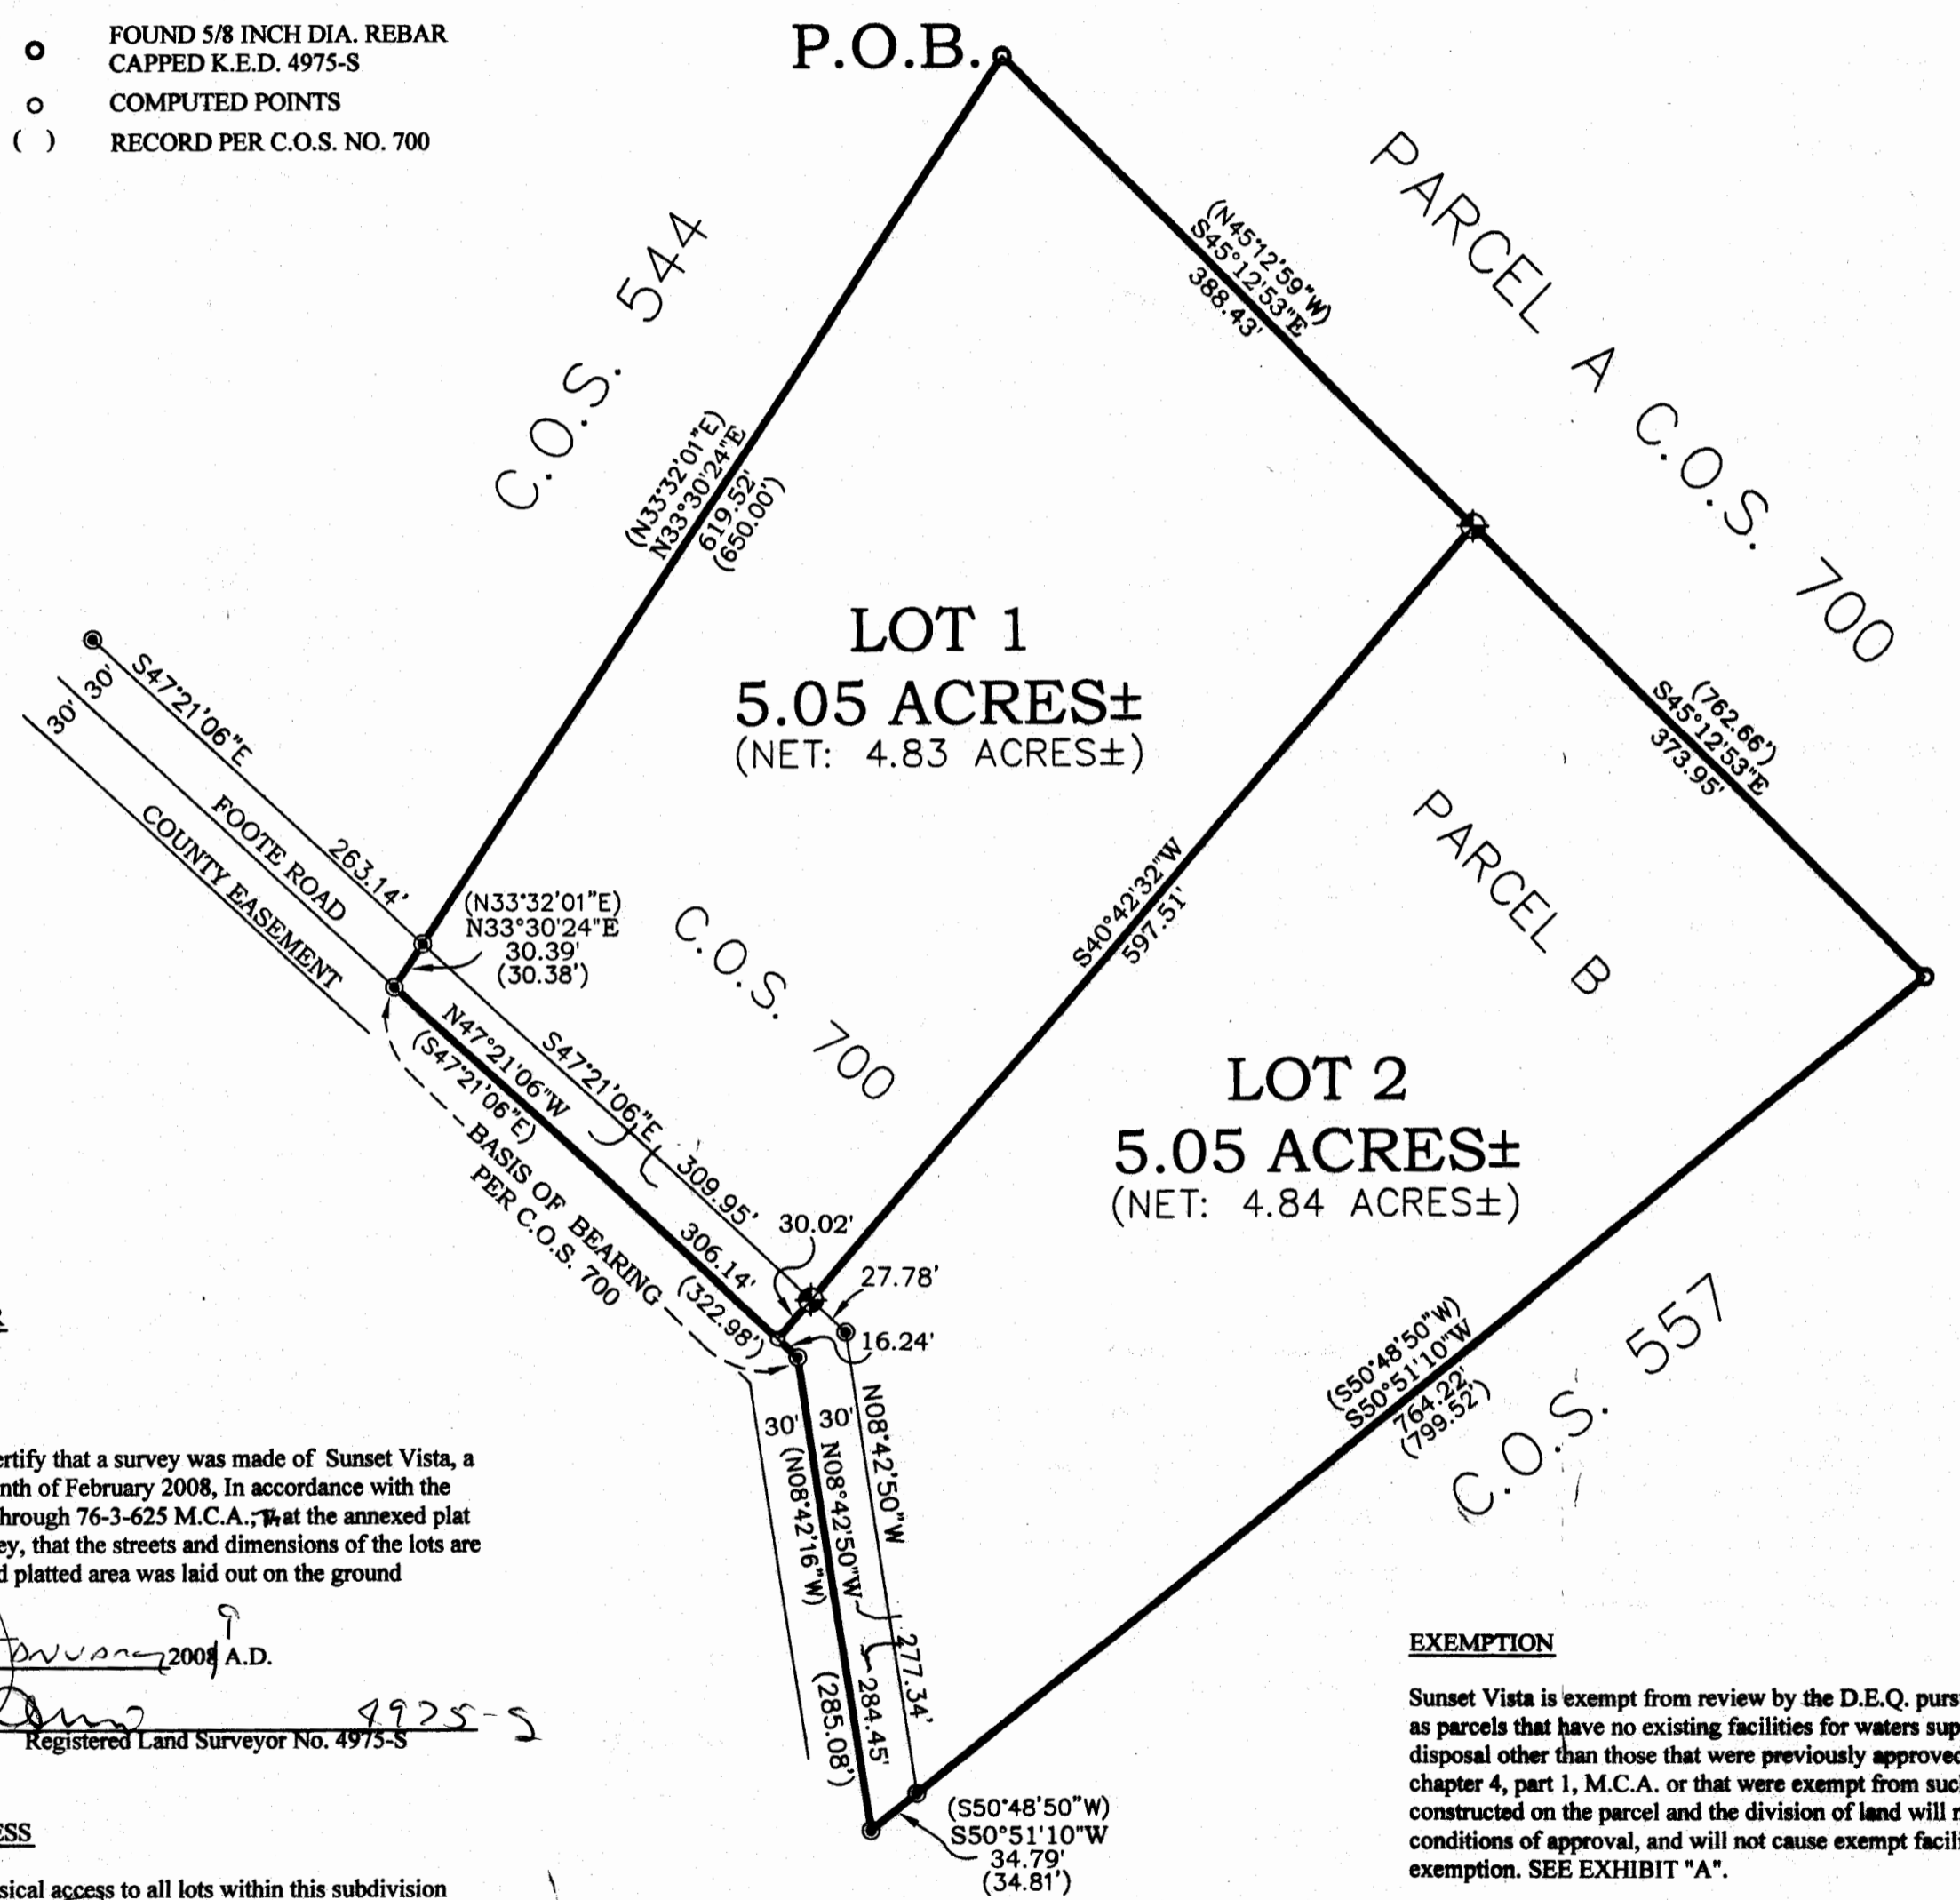 FOUND 5/8 INCH DIA. REBAR
CAPPED K.E.D. 4975-S
COMPUTED POINTS
( ) RECORD PER C.O.S. NO. 700
P.O.B.
PARCEL A C.O.S. 700
(N45°12'59"W)
S45°12'53"E
388.43'
C.O.S. 544
(N33°32'01"E)
N33°30'24"E
619.52'
(650.00')
LOT 1
5.05 ACRES±
(NET: 4.83 ACRES±)
(762.66')
S45°12'53"E
373.95'
S47°21'06"E
263.14'
30'
30'
FOOTE ROAD
COUNTY EASEMENT
(N33°32'01"E)
N33°30'24"E
30.39'
(30.38')
C.O.S. 700
S40°42'32"W
597.51'
PARCEL B
N47°21'06"W
(S47°21'06"E)
S47°21'06"E
309.95'
306.14'
(322.98')
BASIS OF BEARING
PER C.O.S. 700
30.02'
27.78'
16.24'
LOT 2
5.05 ACRES±
(NET: 4.84 ACRES±)
(S50°48'50"W)
S50°51'10"W
764.22'
(799.52')
C.O.S. 557
30'
30'
N08°42'50"W
277.34'
N08°42'50"W
284.45'
(N08°42'16"W)
(285.08')
(S50°48'50"W)
S50°51'10"W
34.79'
(34.81')
ertify that a survey was made of Sunset Vista, a
nth of February 2008, In accordance with the
hrough 76-3-625 M.C.A.; That the annexed plat
ey, that the streets and dimensions of the lots are
d platted area was laid out on the ground
2008 9 A.D.
4975-S
Registered Land Surveyor No. 4975-S
ESS
sical access to all lots within this subdivision
EXEMPTION
Sunset Vista is exempt from review by the D.E.Q. purs
as parcels that have no existing facilities for waters sup
disposal other than those that were previously approved
chapter 4, part 1, M.C.A. or that were exempt from suc
constructed on the parcel and the division of land will n
conditions of approval, and will not cause exempt facili
exemption. SEE EXHIBIT "A".